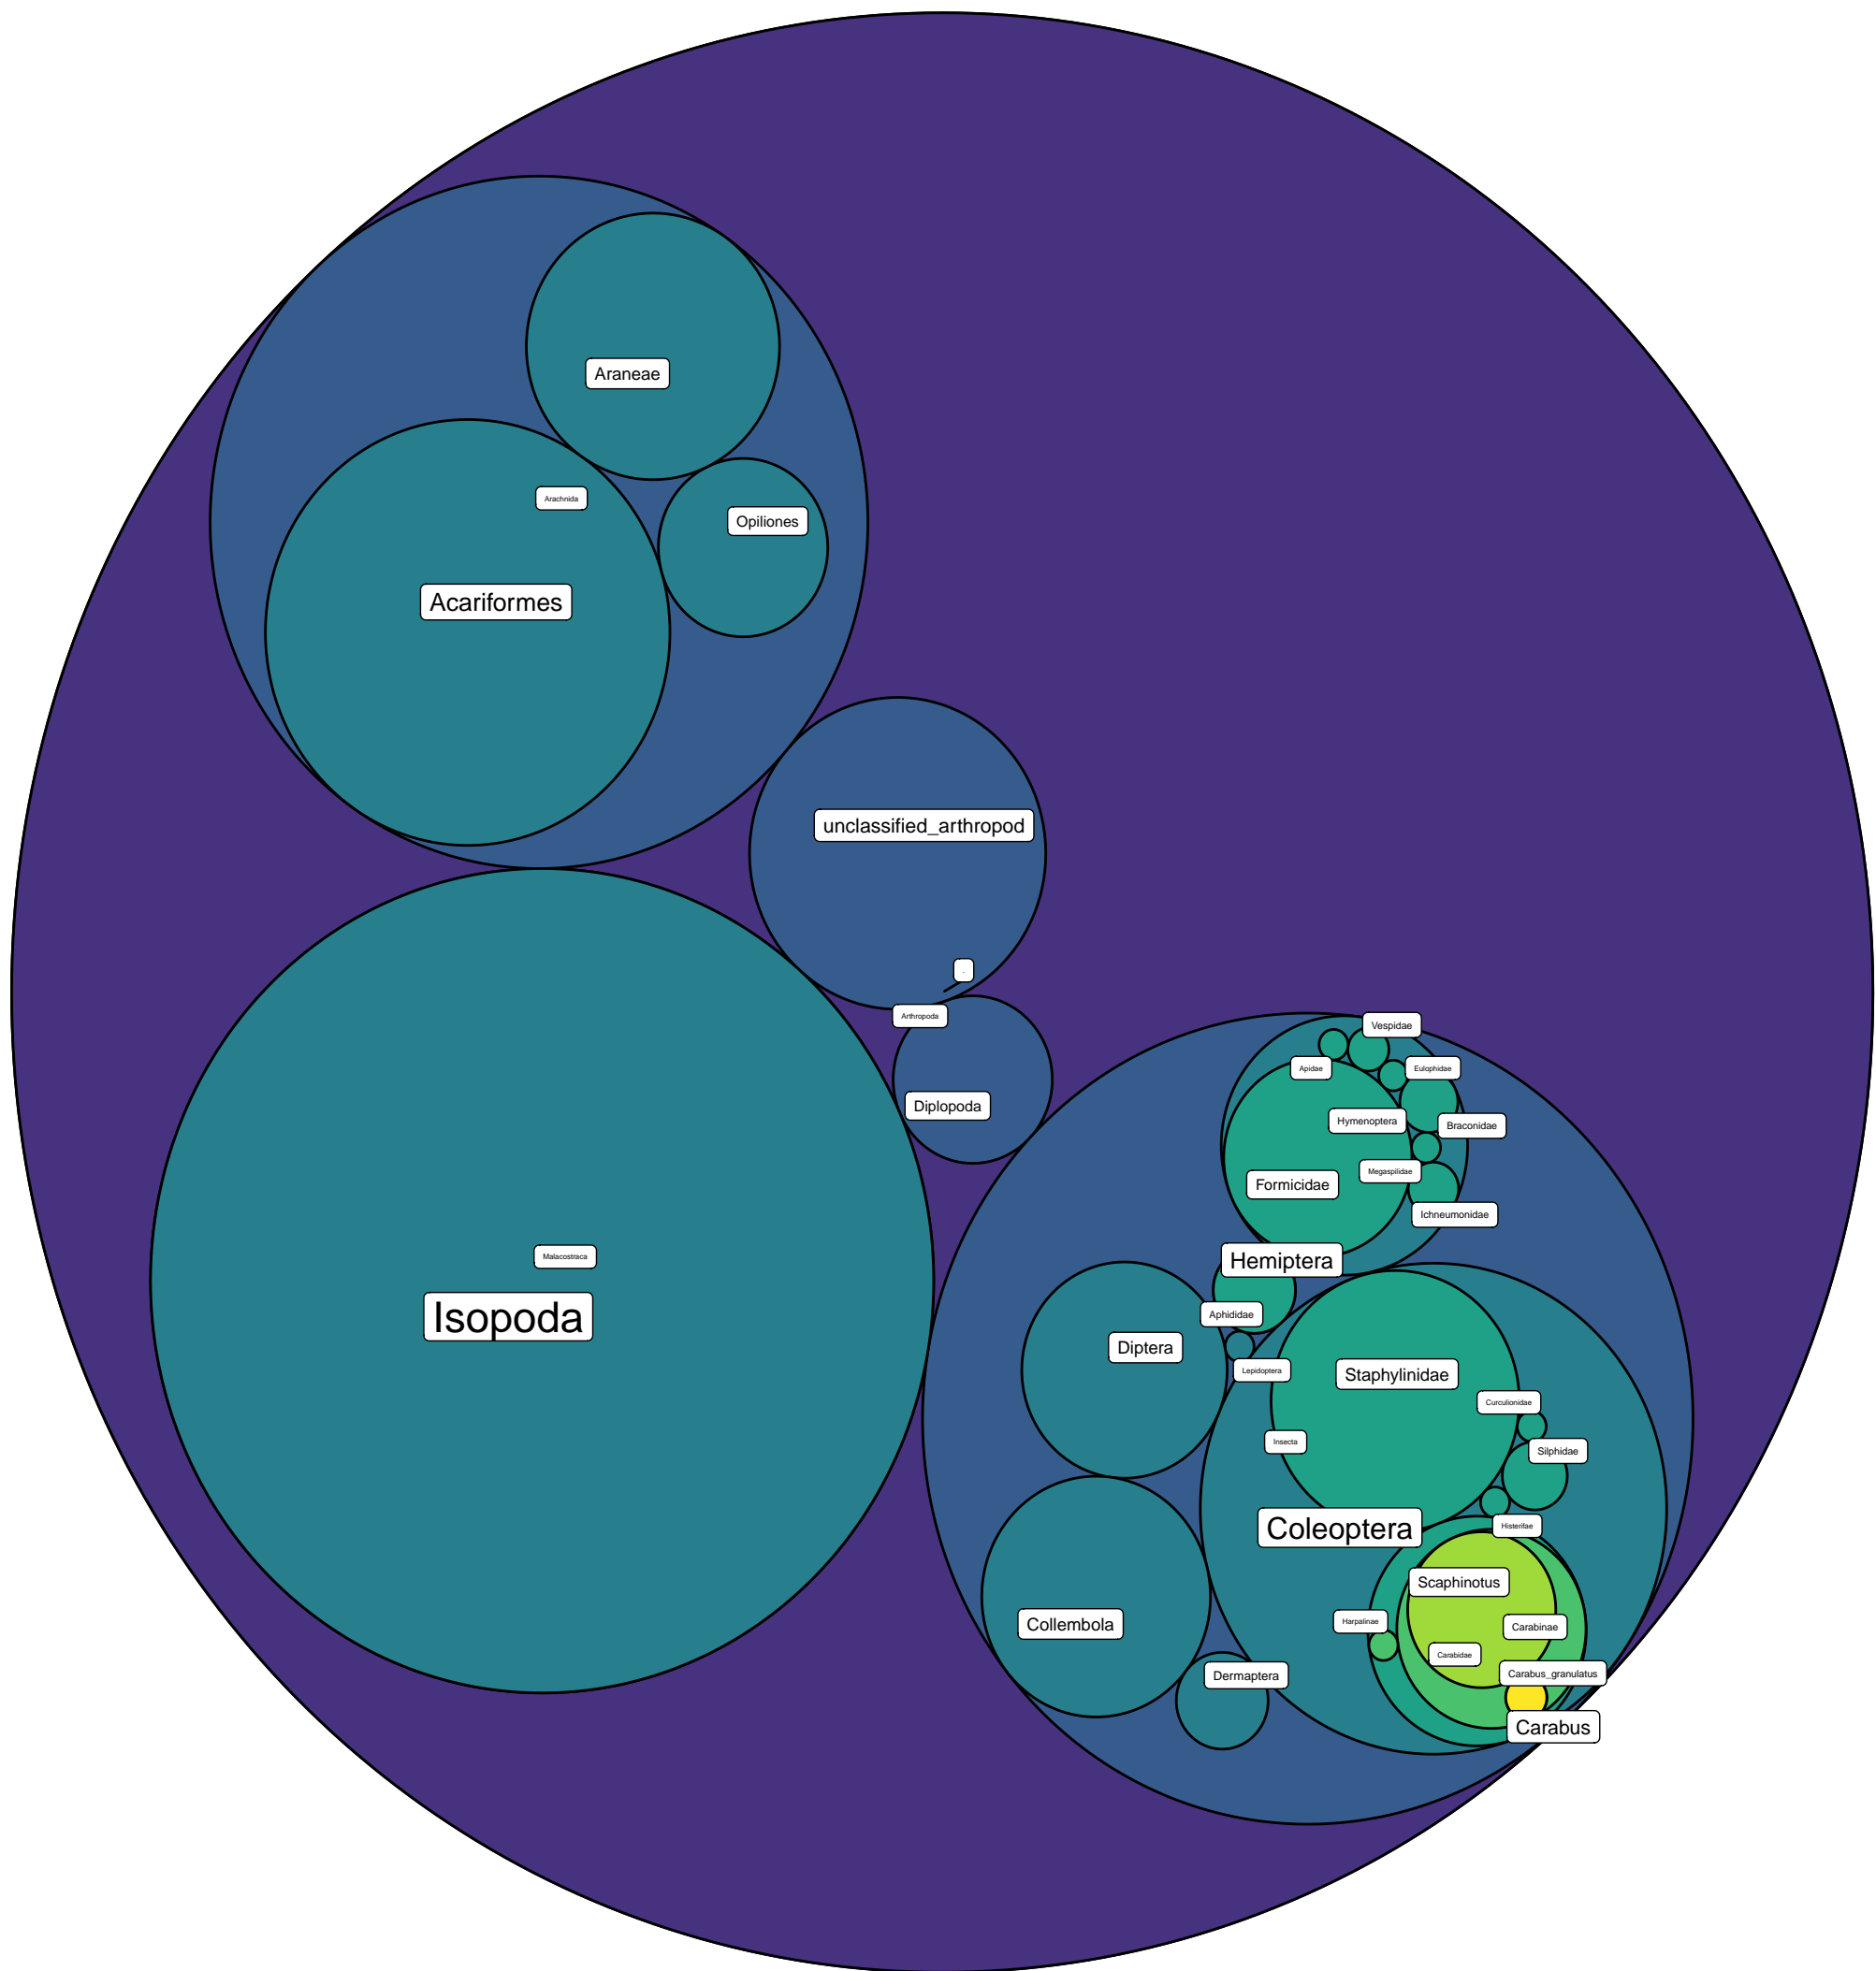 Araneae
Arachnida
Opiliones
Acariformes
unclassified_arthropod
Arthropoda
Vespidae
Apidae
Eulophidae
Diplopoda
Hymenoptera
Braconidae
Megaspilidae
Formicidae
Ichneumonidae
Malacostraca
Hemiptera
Isopoda
Aphididae
Diptera
Lepidoptera
Staphylinidae
Curculionidae
Insecta
Silphidae
Coleoptera
Histerifae
Scaphinotus
Harpalinae
Collembola
Carabinae
Carabidae
Dermaptera
Carabus_granulatus
Carabus